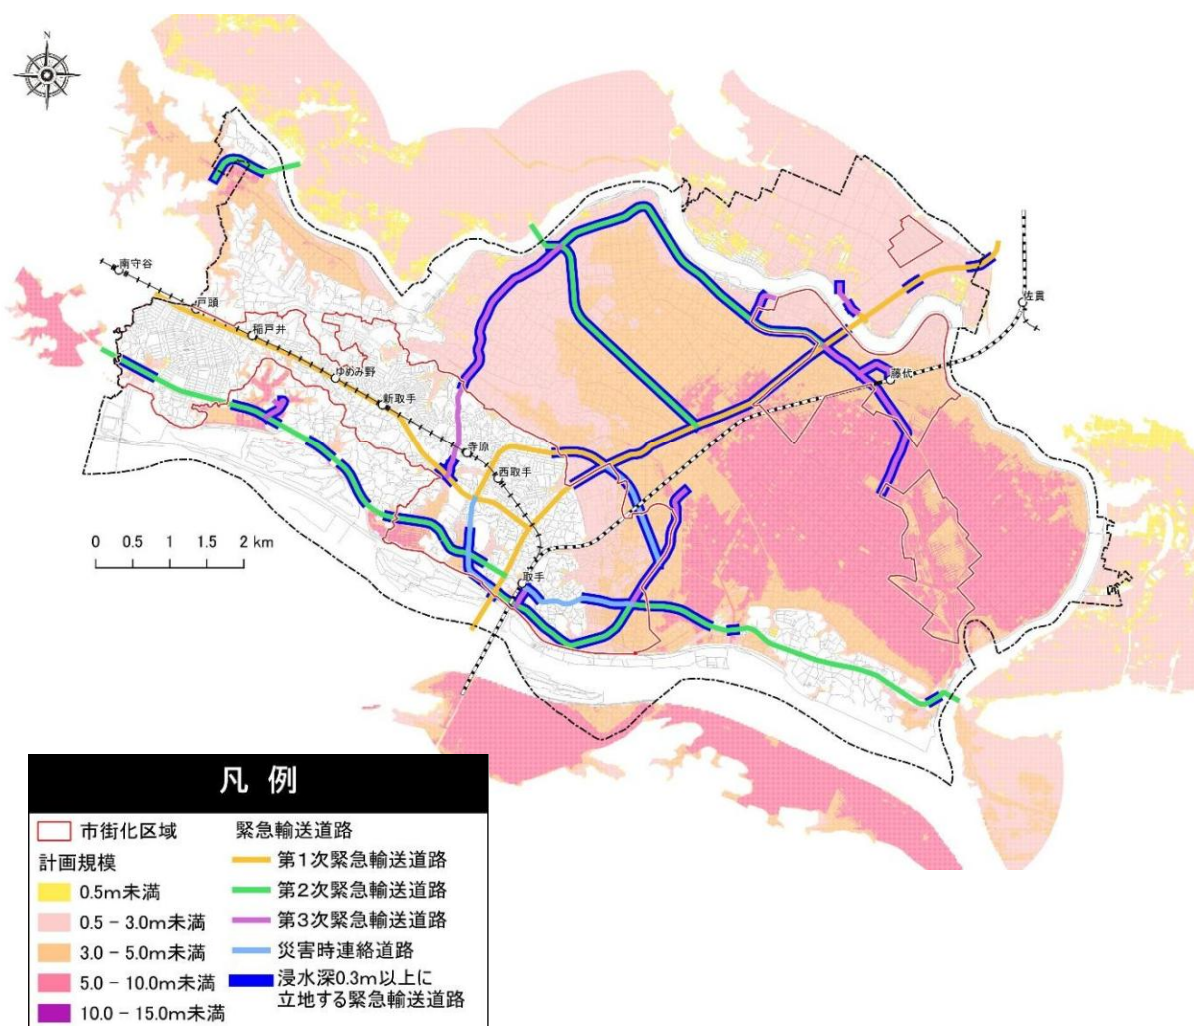 N
南守谷
戸頭
稲戸井
ゆめみ野
新取手
寺原
西取手
取手
藤代
佐貫
0 0.5 1 1.5 2 km
凡 例
市街化区域
計画規模
0.5m未満
0.5 - 3.0m未満
3.0 - 5.0m未満
5.0 - 10.0m未満
10.0 - 15.0m未満
緊急輸送道路
第1次緊急輸送道路
第2次緊急輸送道路
第3次緊急輸送道路
災害時連絡道路
浸水深0.3m以上に
立地する緊急輸送道路